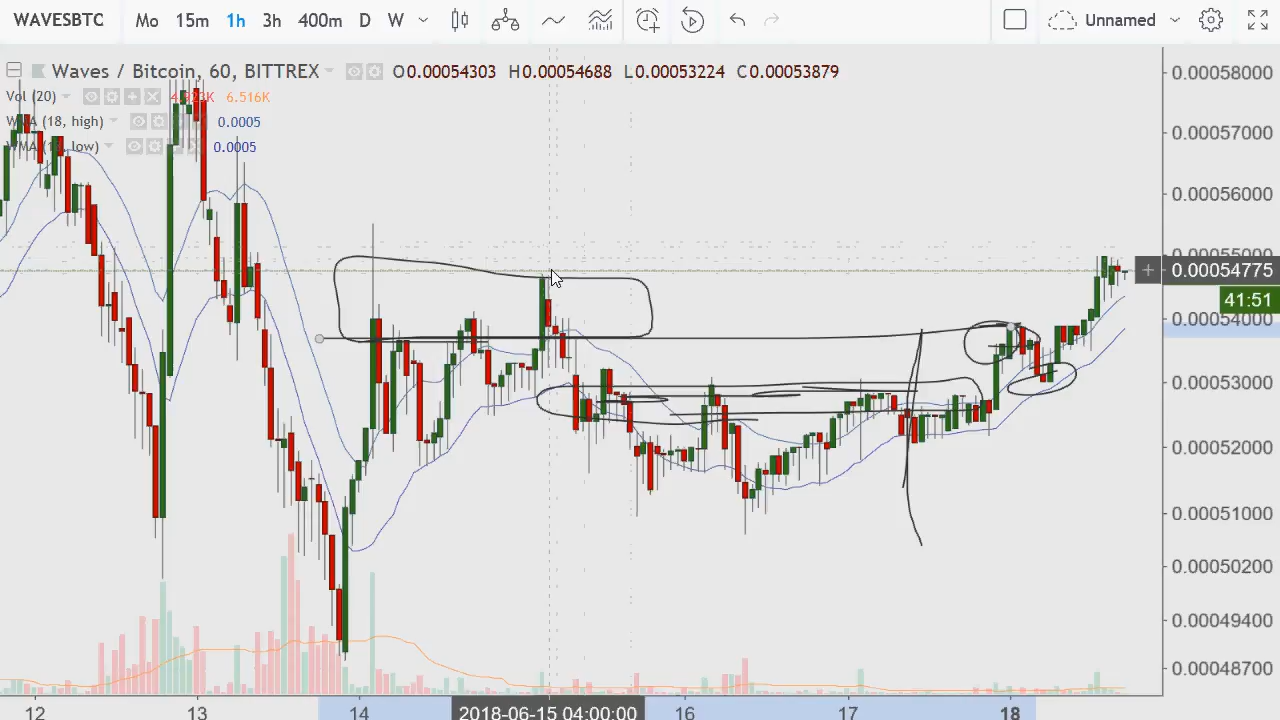 WAVESBTC Mo 15m 1h 3h 400m D W Unnamed
Waves / Bitcoin, 60, BITTREX O0.00054303 H0.00054688 L0.00053224 C0.00053879
Vol (20) 6.516K
(18, high) 0.0005
low) 0.0005
0.00058000
0.00057000
0.00056000
0.00055000
0.00054775
41:51
0.00054000
0.00053000
0.00052000
0.00051000
0.00050200
0.00049400
0.00048700
12 13 14 2018-06-15 04:00:00 16 17 18